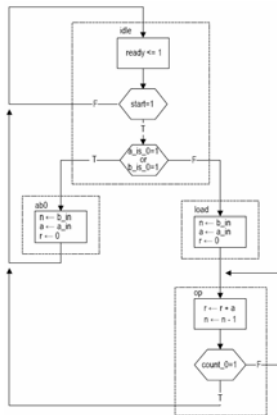 idle
ready <= 1
F
start=1
T
a_is_0=1
or
b_is_0=1
T
F
ab0
n ← b_in
a ← a_in
r ← 0
load
n ← b_in
a ← a_in
r ← 0
op
r ← r + a
n ← n - 1
count_0=1
F
T